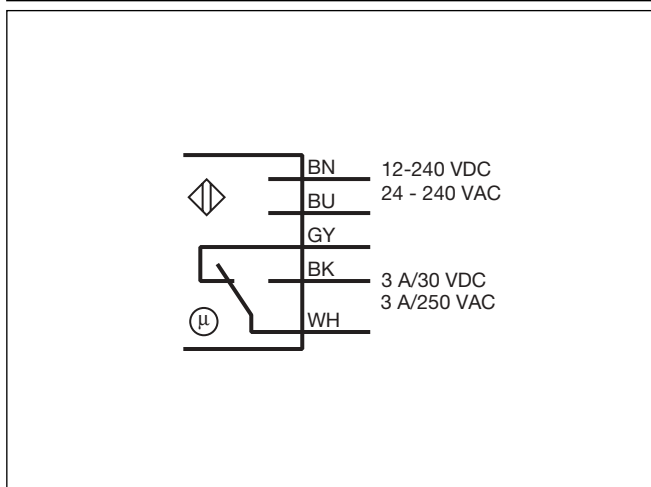 BN
12-240 VDC
24 - 240 VAC
BU
GY
BK
3 A/30 VDC
3 A/250 VAC
µ
WH